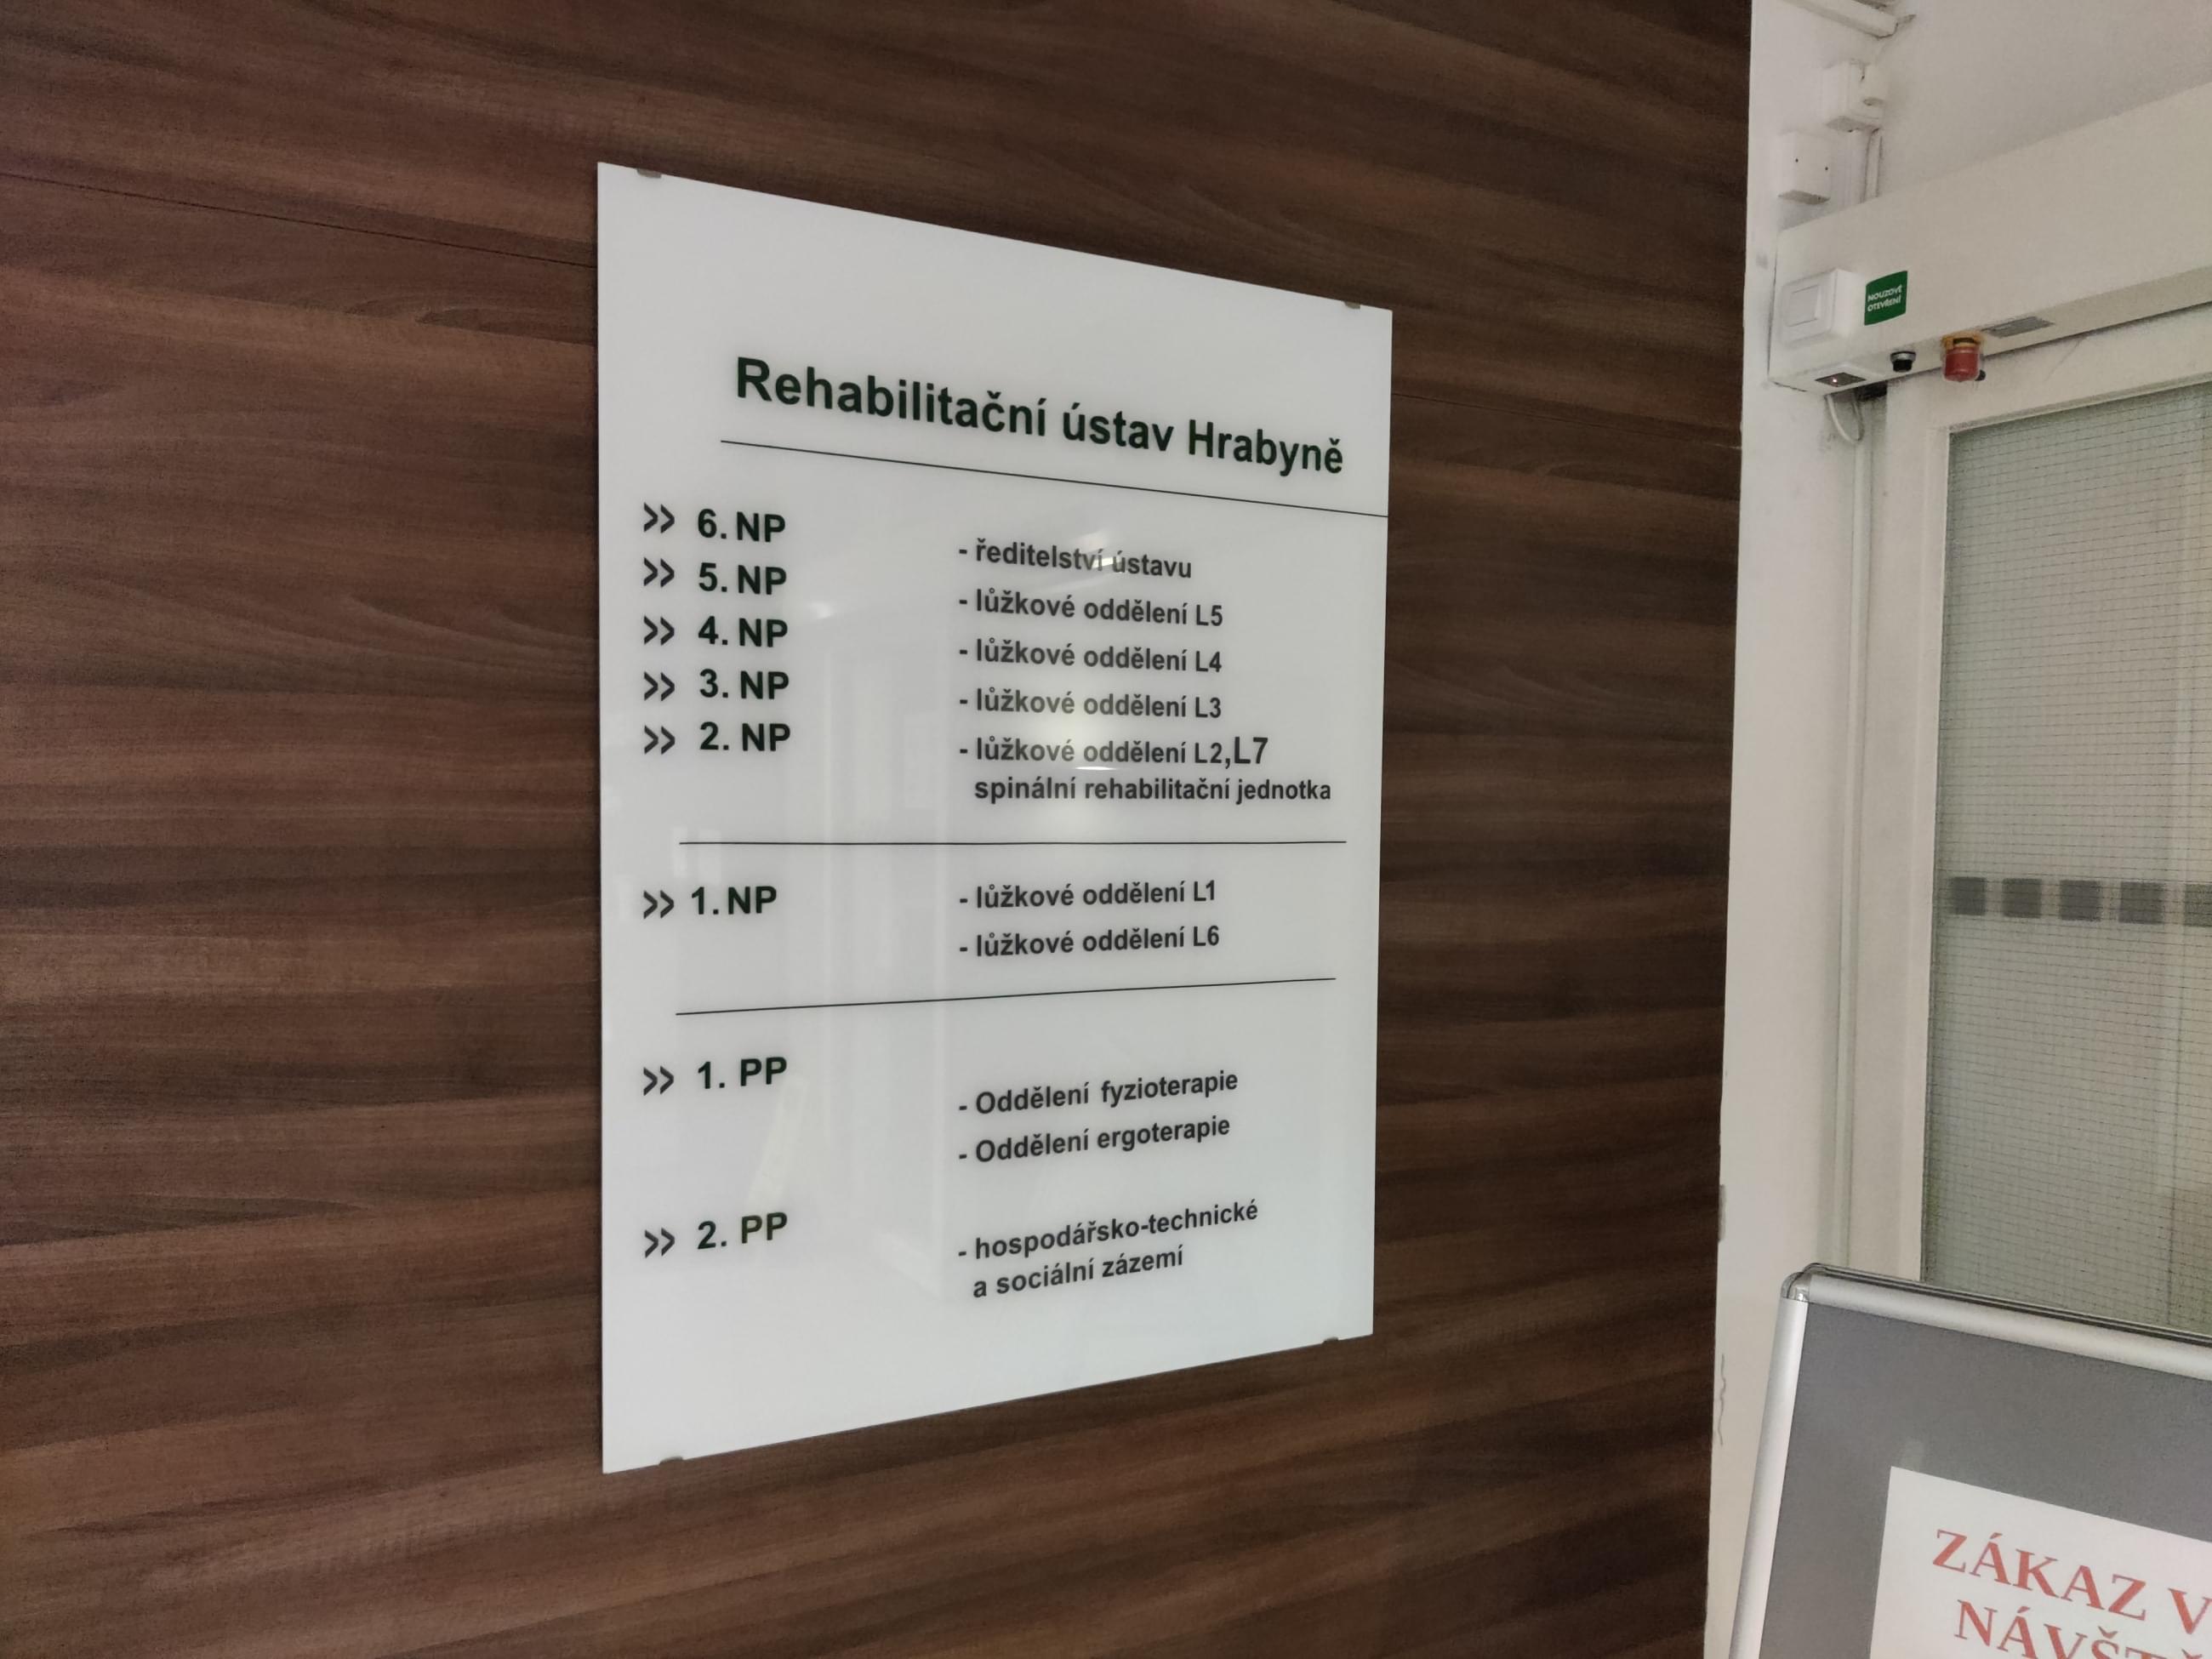 Rehabilitační ústav Hrabyně
>> 6. NP - ředitelství ústavu
>> 5. NP - lůžkové oddělení L5
>> 4. NP - lůžkové oddělení L4
>> 3. NP - lůžkové oddělení L3
>> 2. NP - lůžkové oddělení L2,L7
spinální rehabilitační jednotka
>> 1. NP - lůžkové oddělení L1
- lůžkové oddělení L6
>> 1. PP - Oddělení fyzioterapie
- Oddělení ergoterapie
>> 2. PP - hospodářsko-technické
a sociální zázemí
NOUZOVÉ
OTEVŘENÍ
ZÁKAZ V
NÁVŠT